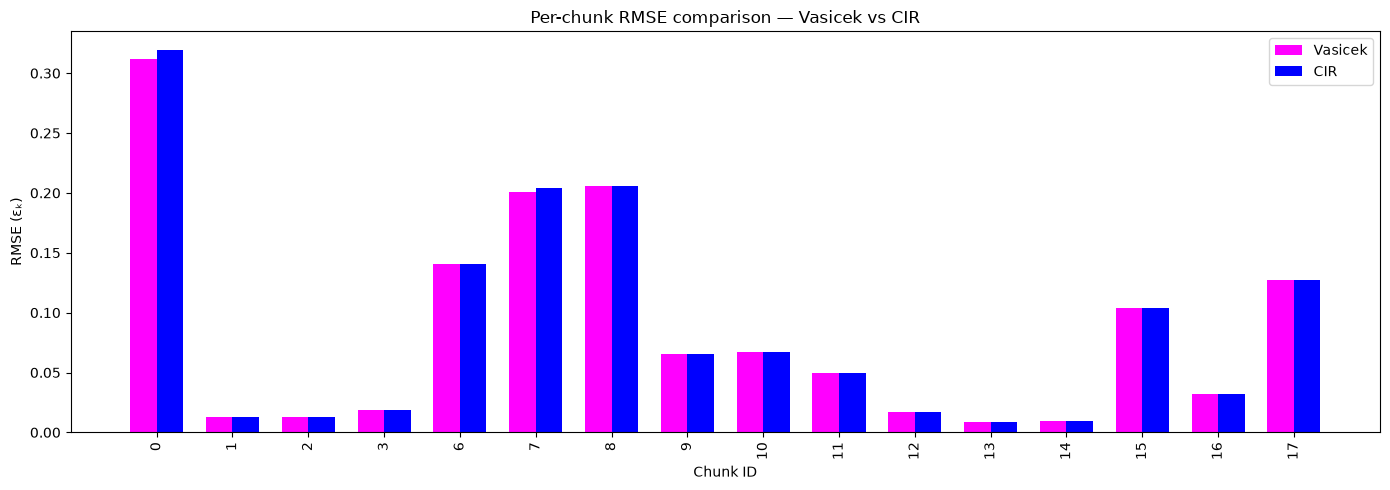 Per-chunk RMSE comparison — Vasicek vs CIR
Vasicek
CIR
RMSE (εₖ)
0.30
0.25
0.20
0.15
0.10
0.05
0.00
0 1 2 3 6 7 8 9 10 11 12 13 14 15 16 17
Chunk ID